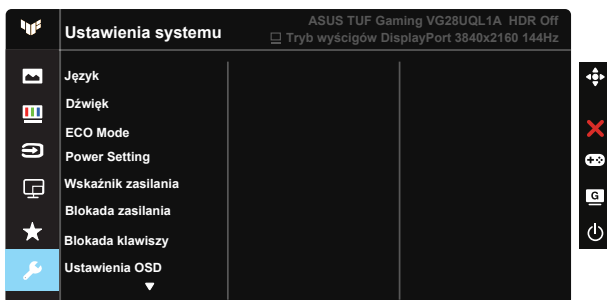 ASUS TUF Gaming VG28UQL1A HDR Off
Ustawienia systemu
Tryb wyścigów DisplayPort 3840x2160 144Hz
Język
Dźwięk
ECO Mode
Power Setting
Wskaźnik zasilania
Blokada zasilania
Blokada klawiszy
Ustawienia OSD
G